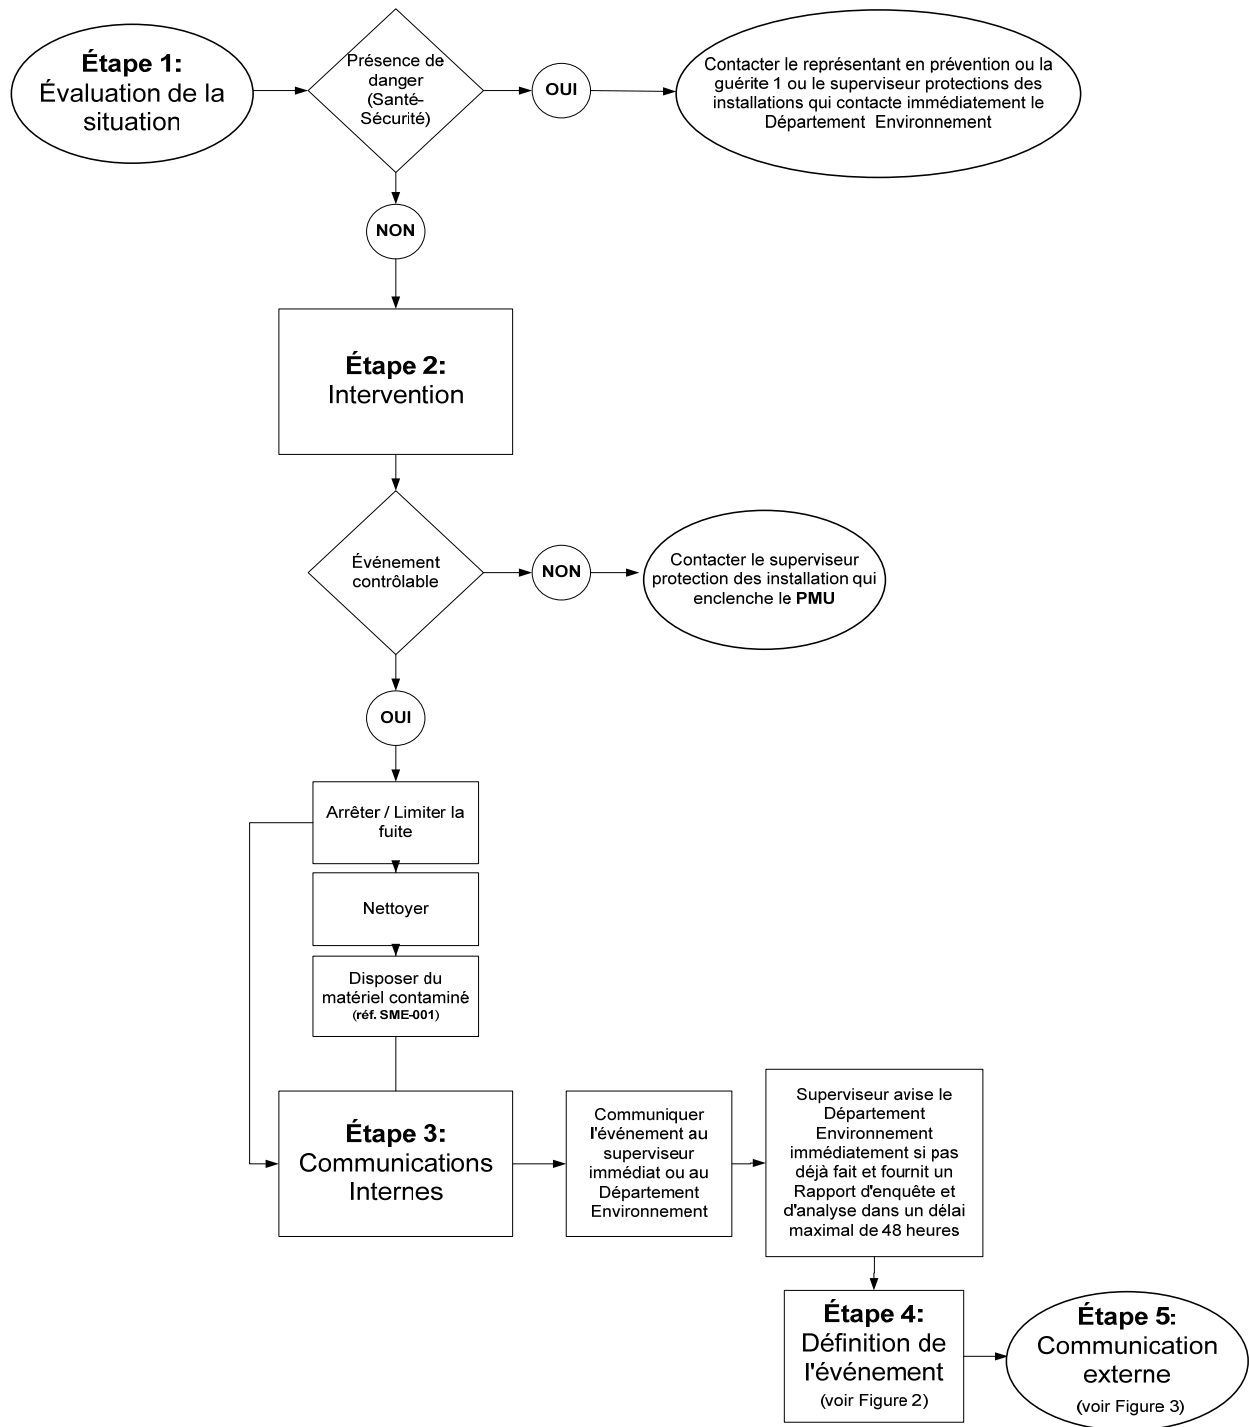 Étape 1:
Évaluation de la
situation
Présence de
danger
(Santé-
Sécurité)
OUI
Contacter le représentant en prévention ou la
guérite 1 ou le superviseur protections des
installations qui contacte immédiatement le
Département Environnement
NON
Étape 2:
Intervention
Événement
contrôlable
NON
Contacter le superviseur
protection des installation qui
enclenche le PMU
OUI
Arrêter / Limiter la
fuite
Nettoyer
Disposer du
matériel contaminé
(réf. SME-001)
Étape 3:
Communications
Internes
Communiquer
l'événement au
superviseur
immédiat ou au
Département
Environnement
Superviseur avise le
Département
Environnement
immédiatement si pas
déjà fait et fournit un
Rapport d'enquête et
d'analyse dans un délai
maximal de 48 heures
Étape 4:
Définition de
l'événement
(voir Figure 2)
Étape 5:
Communication
externe
(voir Figure 3)